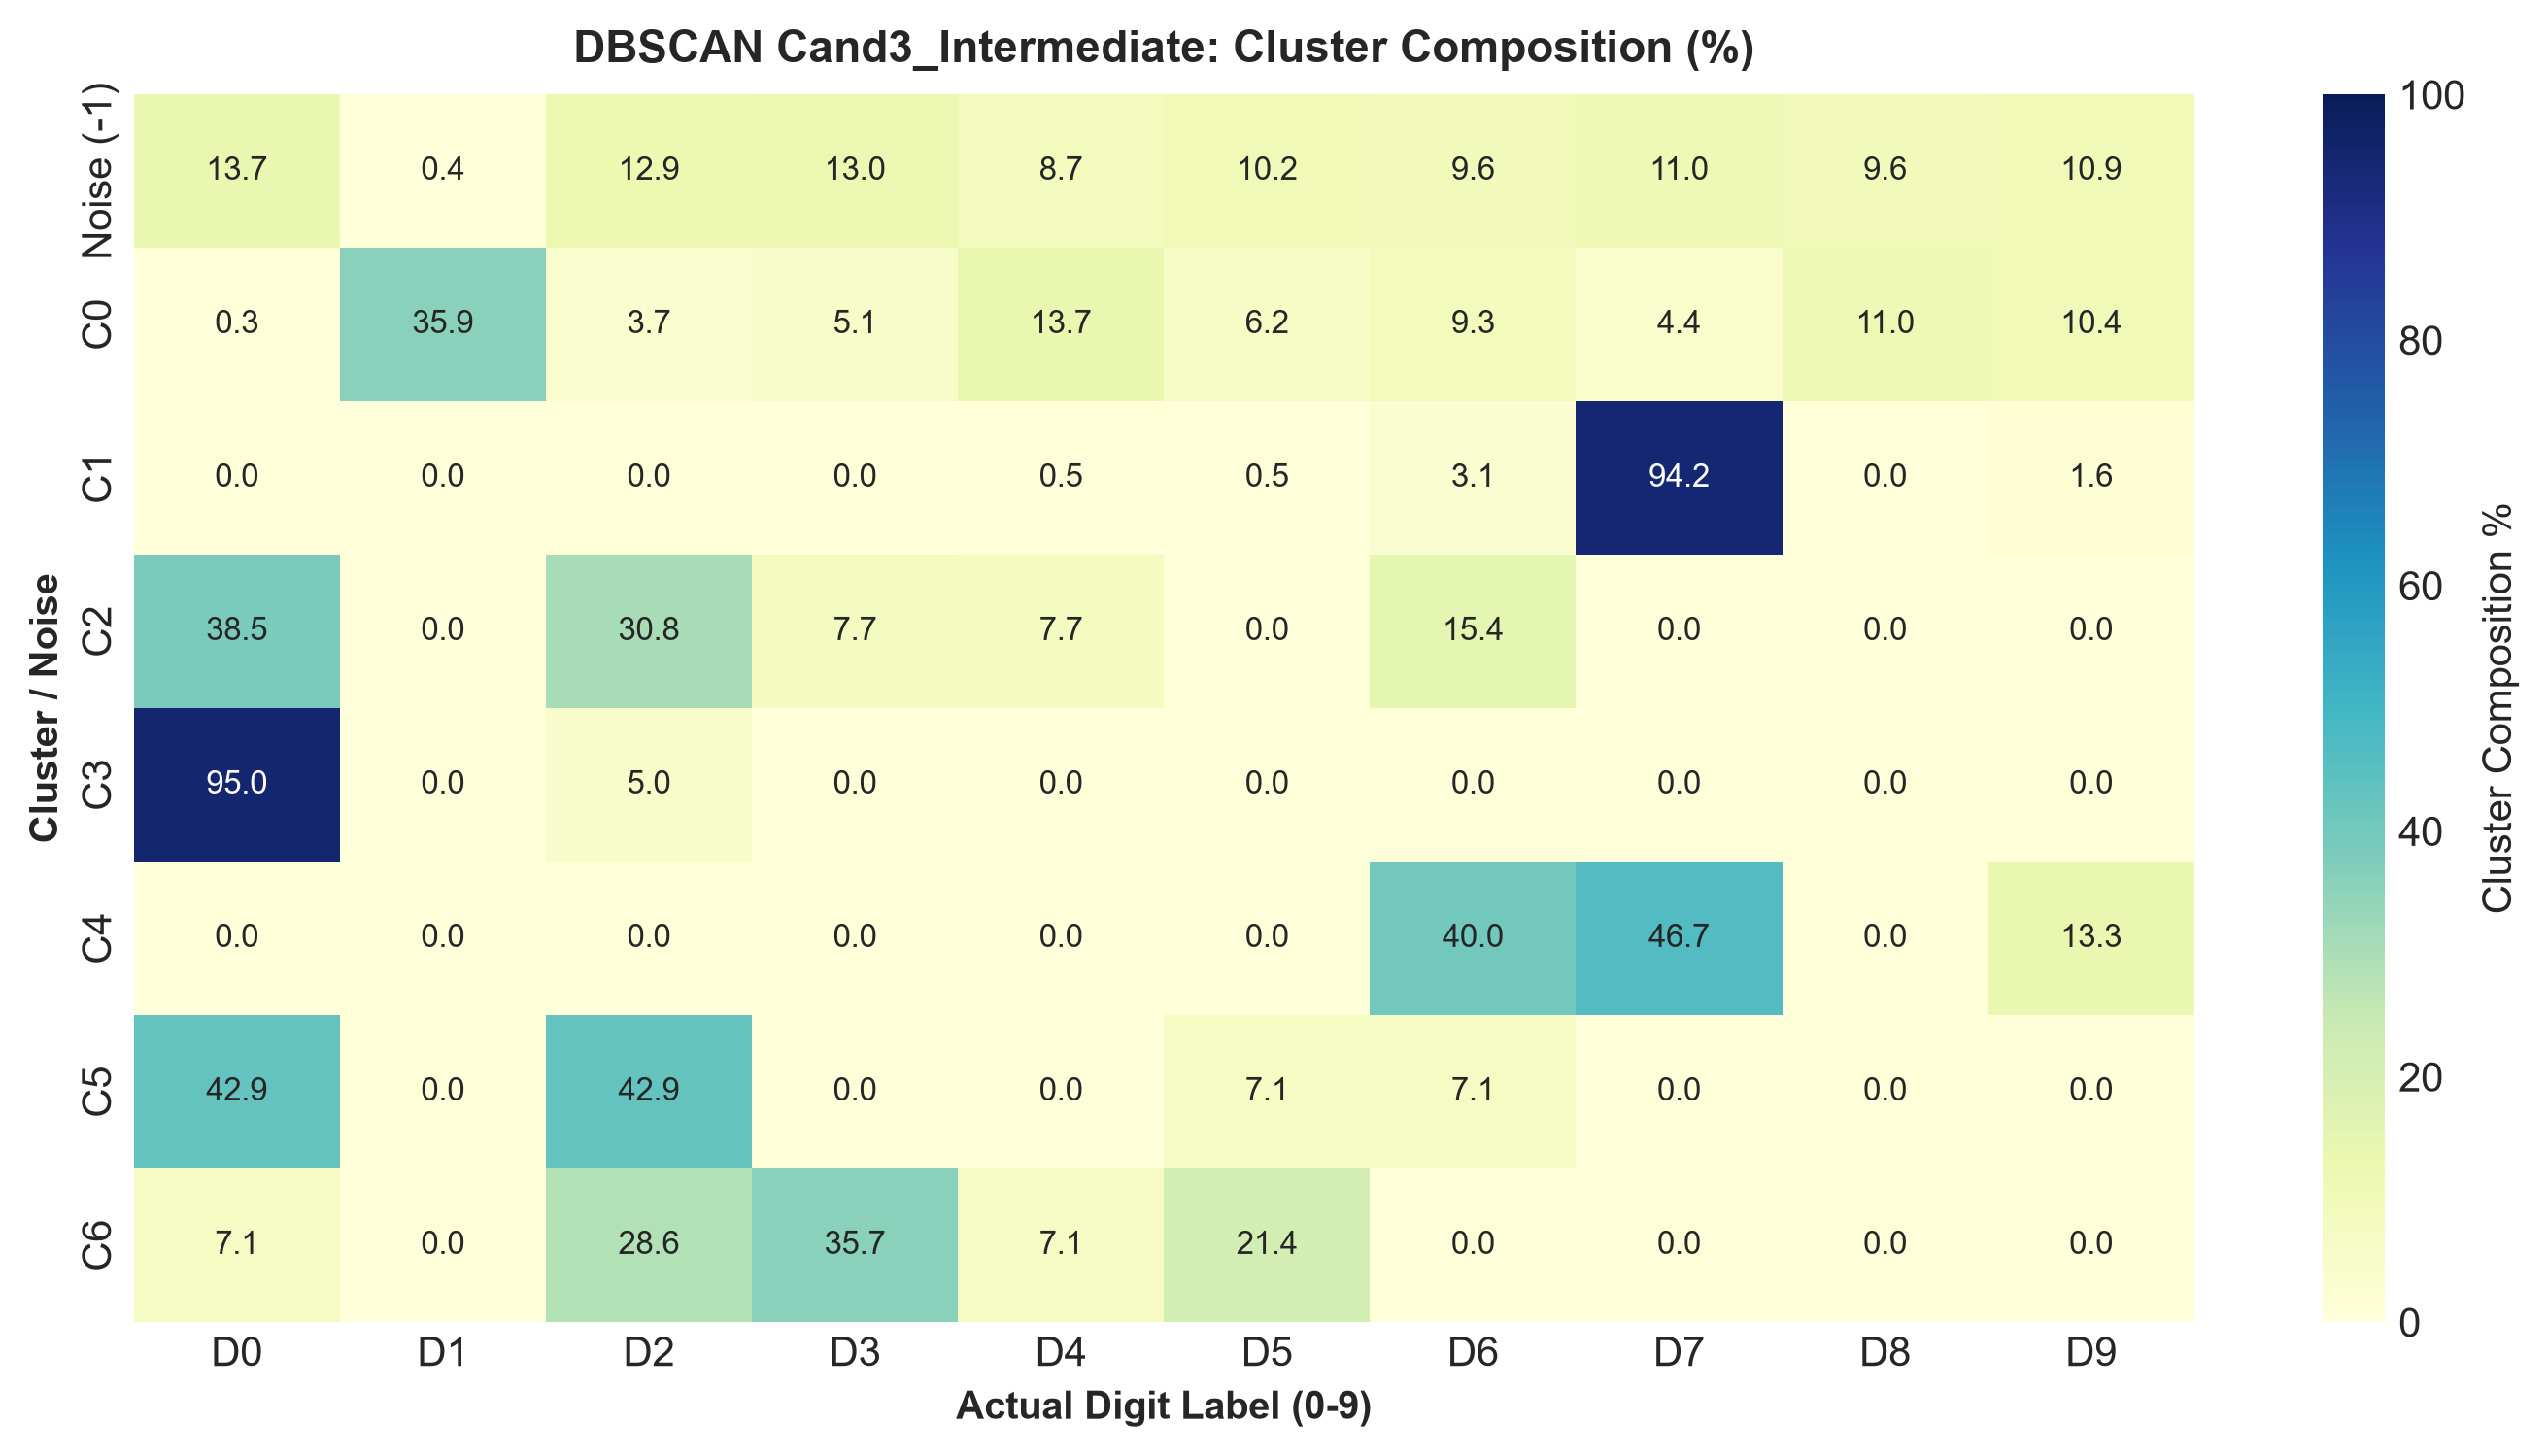 DBSCAN Cand3_Intermediate: Cluster Composition (%)
Cluster / Noise
Noise (-1) 13.7 0.4 12.9 13.0 8.7 10.2 9.6 11.0 9.6 10.9
C0 0.3 35.9 3.7 5.1 13.7 6.2 9.3 4.4 11.0 10.4
C1 0.0 0.0 0.0 0.0 0.5 0.5 3.1 94.2 0.0 1.6
C2 38.5 0.0 30.8 7.7 7.7 0.0 15.4 0.0 0.0 0.0
C3 95.0 0.0 5.0 0.0 0.0 0.0 0.0 0.0 0.0 0.0
C4 0.0 0.0 0.0 0.0 0.0 0.0 40.0 46.7 0.0 13.3
C5 42.9 0.0 42.9 0.0 0.0 7.1 7.1 0.0 0.0 0.0
C6 7.1 0.0 28.6 35.7 7.1 21.4 0.0 0.0 0.0 0.0
D0 D1 D2 D3 D4 D5 D6 D7 D8 D9
Actual Digit Label (0-9)
100
80
60
40
20
0
Cluster Composition %